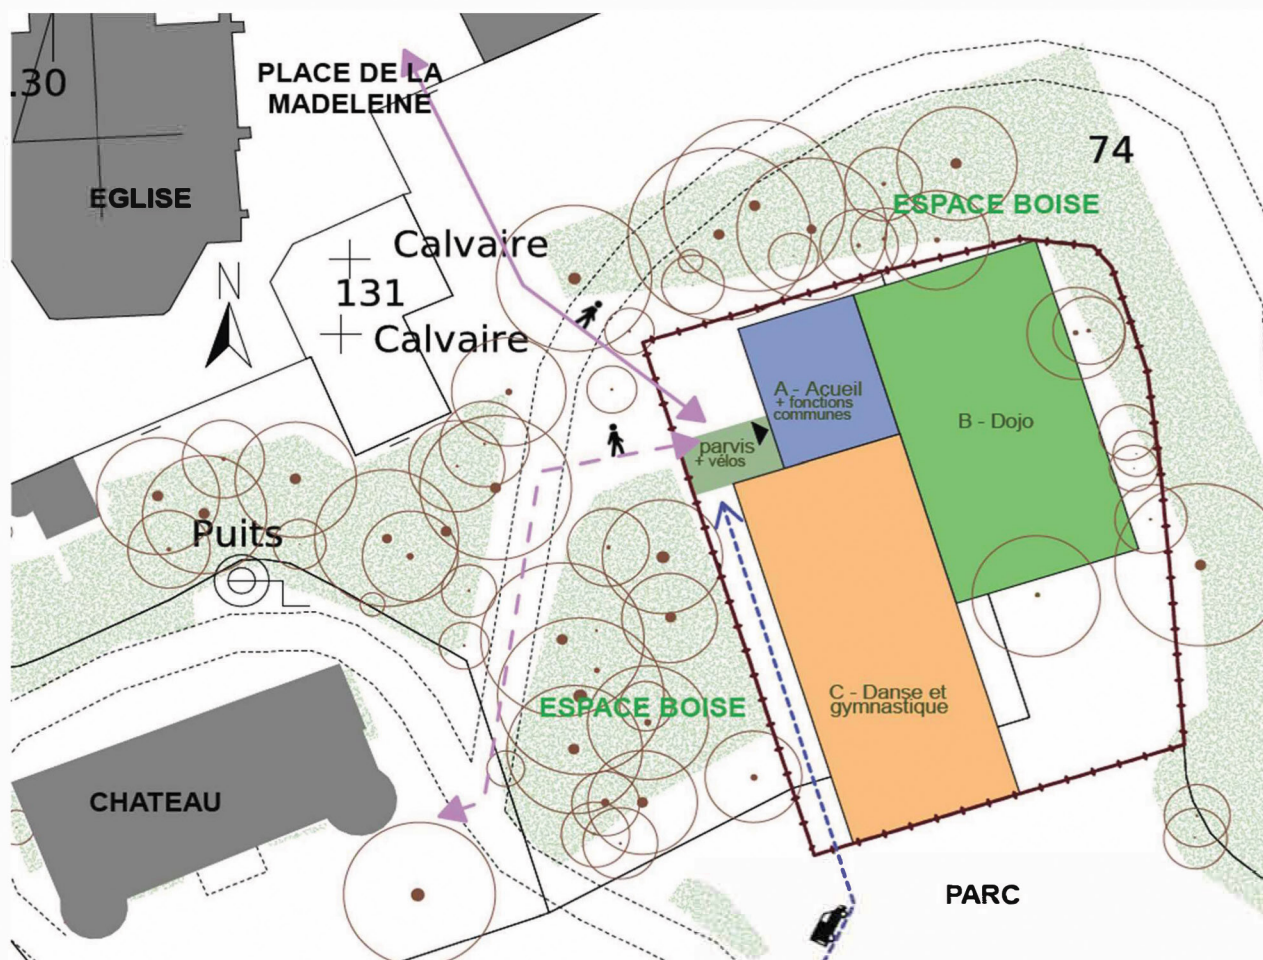 PLACE DE LA
MADELEINE
.30
74
EGLISE
ESPACE BOISE
Calvaire
N
131
Calvaire
A - Açueil
+ fonctions
communes
B - Dojo
parvis
+ vélos
Puits
ESPACE BOISE
C - Danse et
gymnastique
CHATEAU
PARC